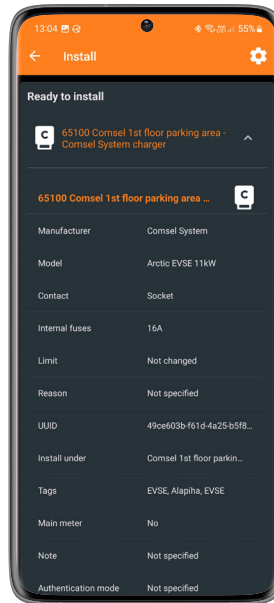 13:04 55%
Install
Ready to install
C
65100 Comsel 1st floor parking area -
Comsel System charger
65100 Comsel 1st floor parking area ...
C
Manufacturer Comsel System
Model Arctic EVSE 11kW
Contact Socket
Internal fuses 16A
Limit Not changed
Reason Not specified
UUID 49ce603b-f61d-4a25-b5f8...
Install under Comsel 1st floor parkin...
Tags EVSE, Alapiha, EVSE
Main meter No
Note Not specified
Authentication mode Not specified